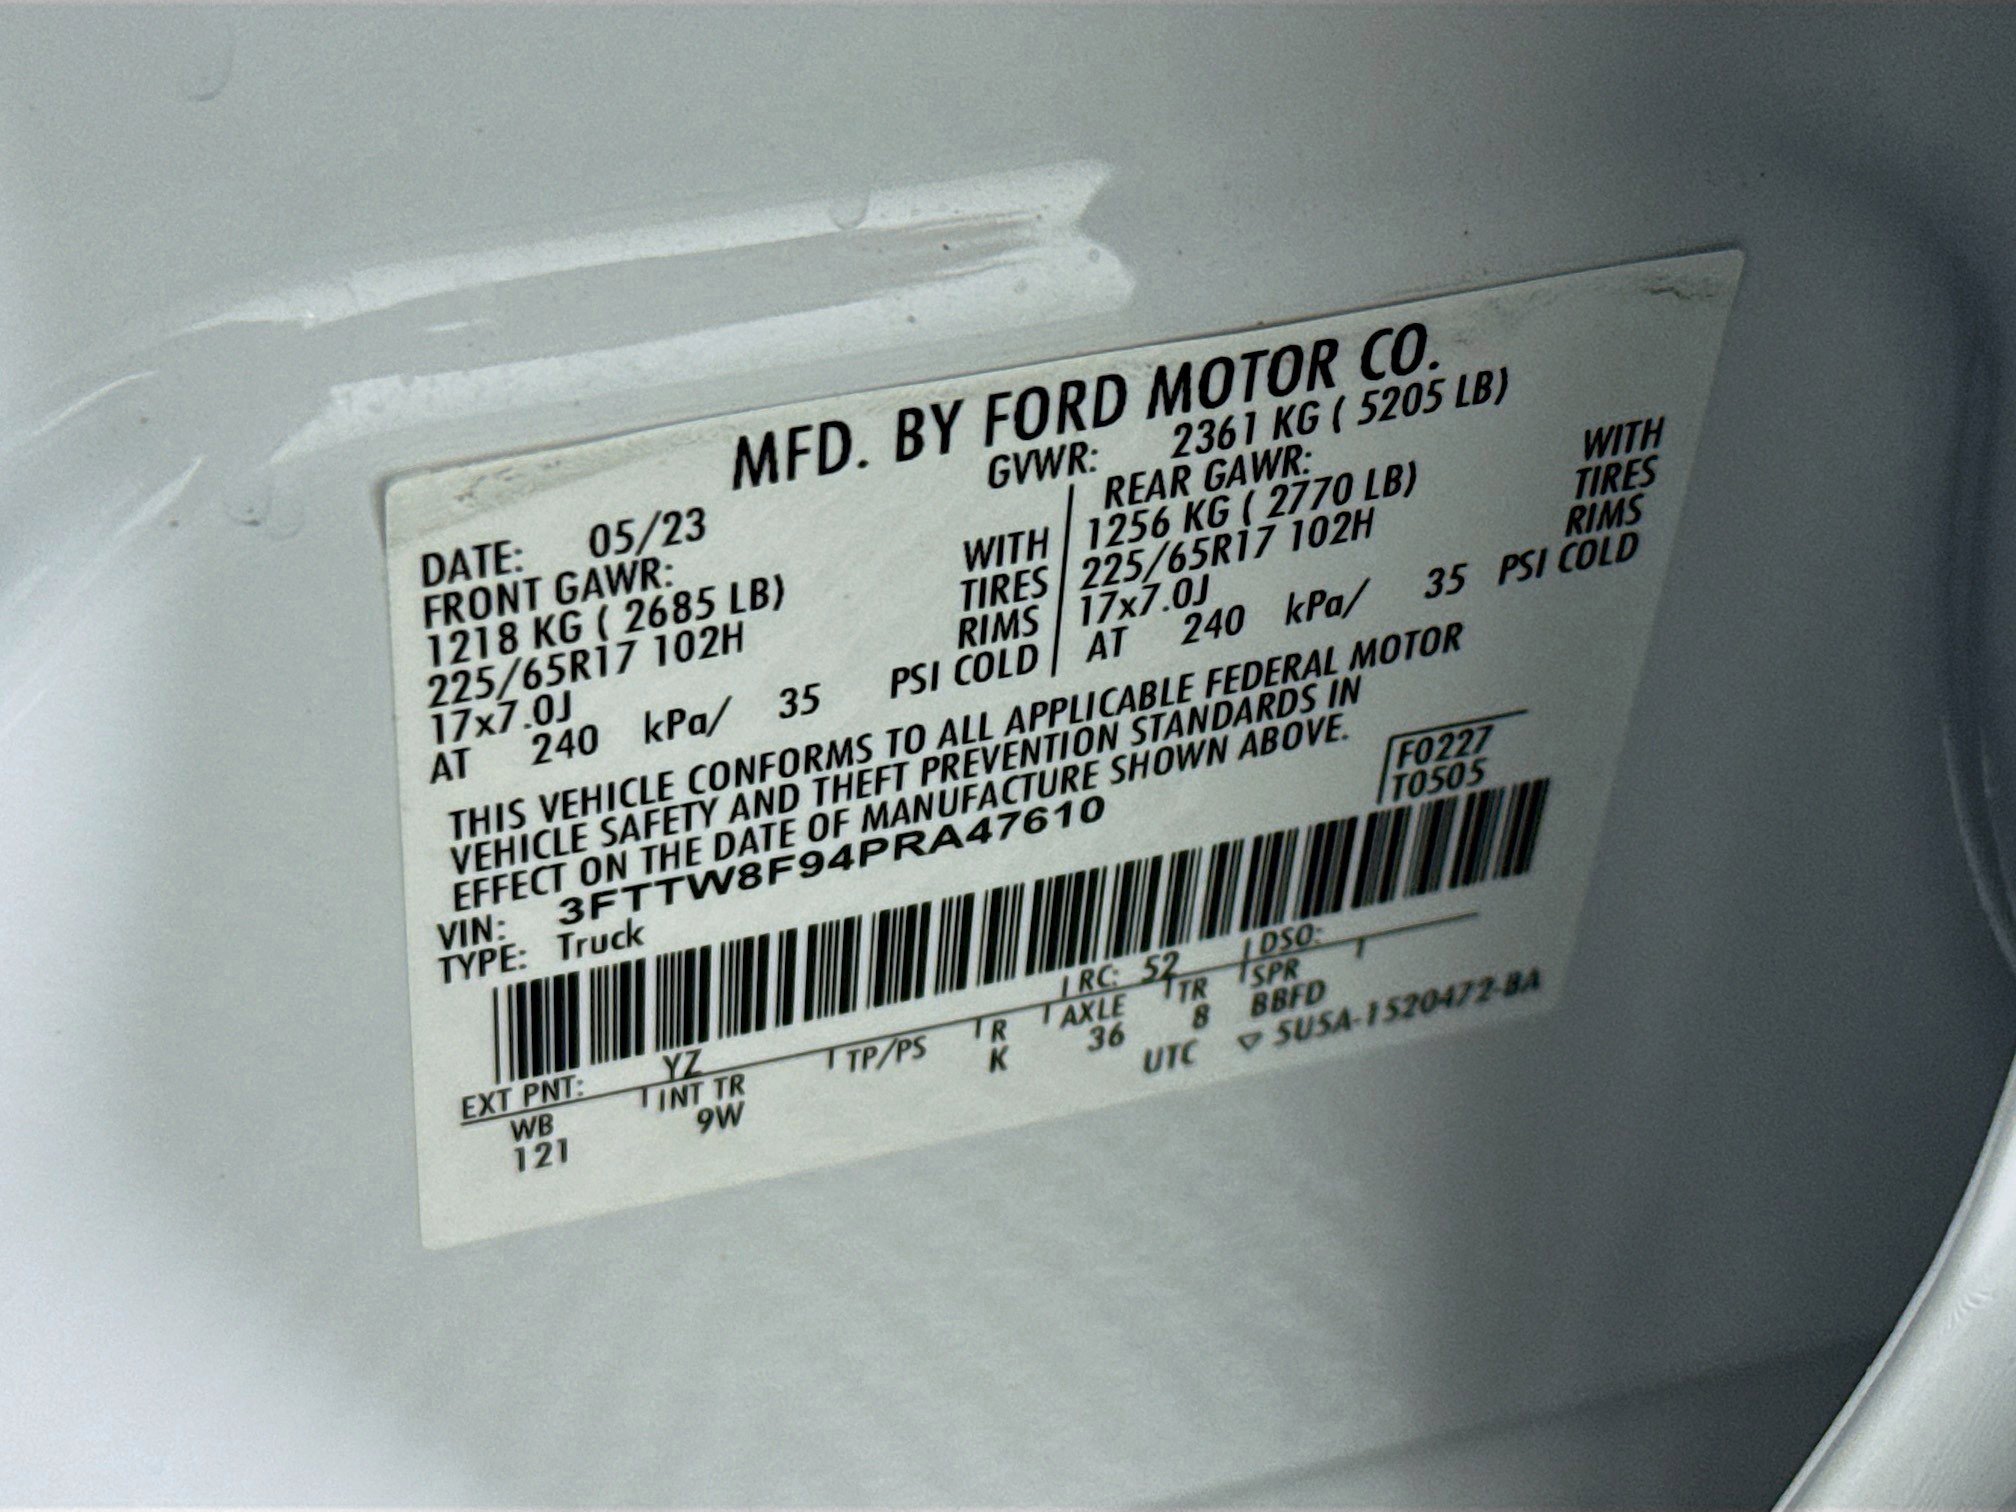 MFD. BY FORD MOTOR CO.
DATE: 05/23 GVWR: 2361 KG ( 5205 LB)
FRONT GAWR: REAR GAWR:
1218 KG ( 2685 LB) WITH 1256 KG ( 2770 LB) WITH
225/65R17 102H TIRES 225/65R17 102H TIRES
17x7.0J RIMS 17x7.0J RIMS
AT 240 kPa/ 35 PSI COLD AT 240 kPa/ 35 PSI COLD
THIS VEHICLE CONFORMS TO ALL APPLICABLE FEDERAL MOTOR
VEHICLE SAFETY AND THEFT PREVENTION STANDARDS IN
EFFECT ON THE DATE OF MANUFACTURE SHOWN ABOVE.
VIN: 3FTTW8F94PRA47610 F0227
TYPE: Truck T0505
EXT PNT: YZ RC: 52 DSO:
WB INT TR TP/PS R AXLE TR SPR
121 9W K 36 8 BBFD
UTC ▽ SU5A-1520472-BA